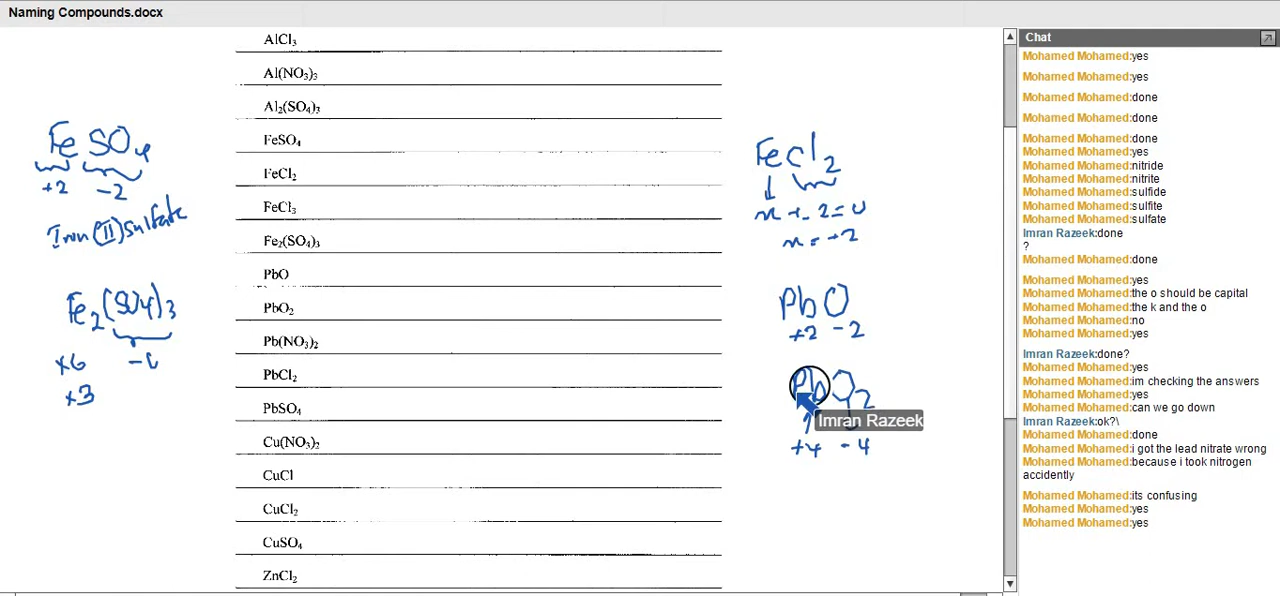 Naming Compounds.docx
AlCl₃
Al(NO₃)₃
Al₂(SO₄)₃
FeSO₄
FeCl₂
FeCl₃
Fe₂(SO₄)₃
PbO
PbO₂
Pb(NO₃)₂
PbCl₂
PbSO₄
Cu(NO₃)₂
CuCl
CuCl₂
CuSO₄
ZnCl₂
FeSO₄
+2 -2
Iron (II) Sulfate
Fe₂(SO₄)₃
+6 -6
+3
FeCl₂
x + - 2 = 0
x = +2
PbO
+2 -2
PbO₂
Imran Razeek
+4 -4
Chat
Mohamed Mohamed:yes
Mohamed Mohamed:yes
Mohamed Mohamed:done
Mohamed Mohamed:done
Mohamed Mohamed:done
Mohamed Mohamed:yes
Mohamed Mohamed:nitride
Mohamed Mohamed:nitrite
Mohamed Mohamed:sulfide
Mohamed Mohamed:sulfite
Mohamed Mohamed:sulfate
Imran Razeek:done
?
Mohamed Mohamed:done
Mohamed Mohamed:yes
Mohamed Mohamed:the o should be capital
Mohamed Mohamed:the k and the o
Mohamed Mohamed:no
Mohamed Mohamed:yes
Imran Razeek:done?
Mohamed Mohamed:yes
Mohamed Mohamed:im checking the answers
Mohamed Mohamed:yes
Mohamed Mohamed:can we go down
Imran Razeek:ok?\
Mohamed Mohamed:done
Mohamed Mohamed:i got the lead nitrate wrong
Mohamed Mohamed:because i took nitrogen
accidently
Mohamed Mohamed:its confusing
Mohamed Mohamed:yes
Mohamed Mohamed:yes